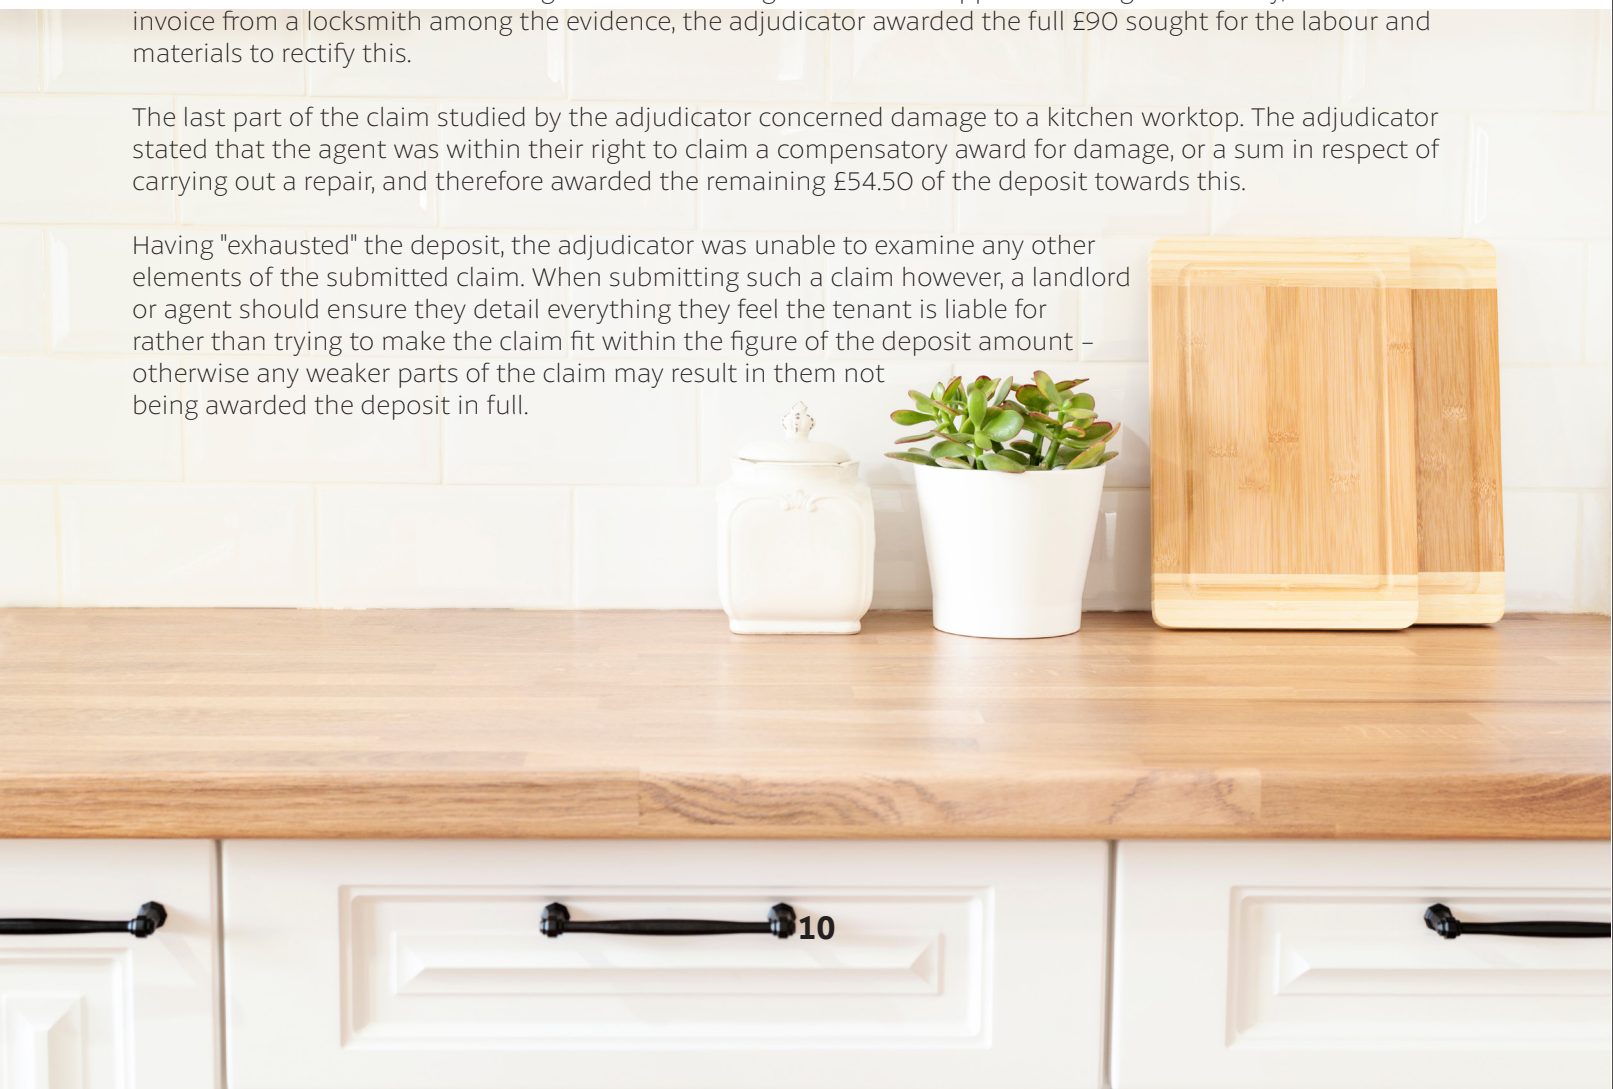 invoice from a locksmith among the evidence, the adjudicator awarded the full £90 sought for the labour and
materials to rectify this.
The last part of the claim studied by the adjudicator concerned damage to a kitchen worktop. The adjudicator
stated that the agent was within their right to claim a compensatory award for damage, or a sum in respect of
carrying out a repair, and therefore awarded the remaining £54.50 of the deposit towards this.
Having "exhausted" the deposit, the adjudicator was unable to examine any other
elements of the submitted claim. When submitting such a claim however, a landlord
or agent should ensure they detail everything they feel the tenant is liable for
rather than trying to make the claim fit within the figure of the deposit amount –
otherwise any weaker parts of the claim may result in them not
being awarded the deposit in full.
10